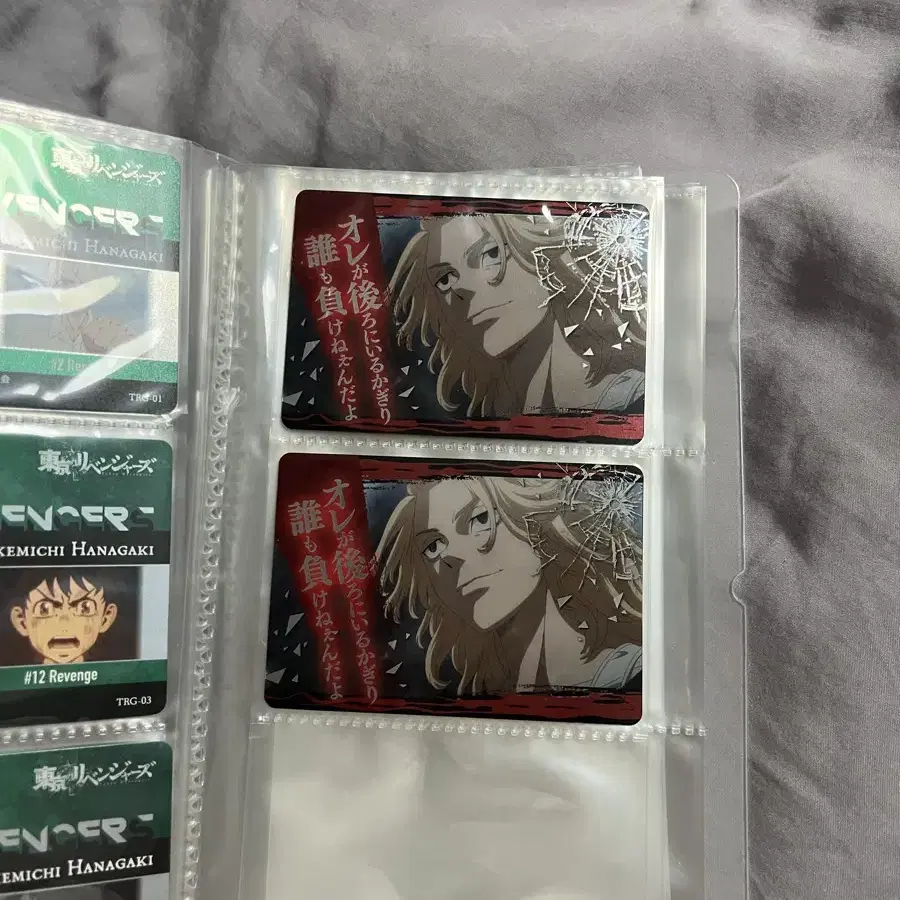 東京リベンジャーズ
HANAGAKI
TRG-01
東京リベンジャーズ
HANAGAKI
#12 Revenge
TRG-03
東京リベンジャーズ
HANAGAKI
オレが後ろにいるかぎり
誰も負けねぇんだよ
オレが後ろにいるかぎり
誰も負けねぇんだよ